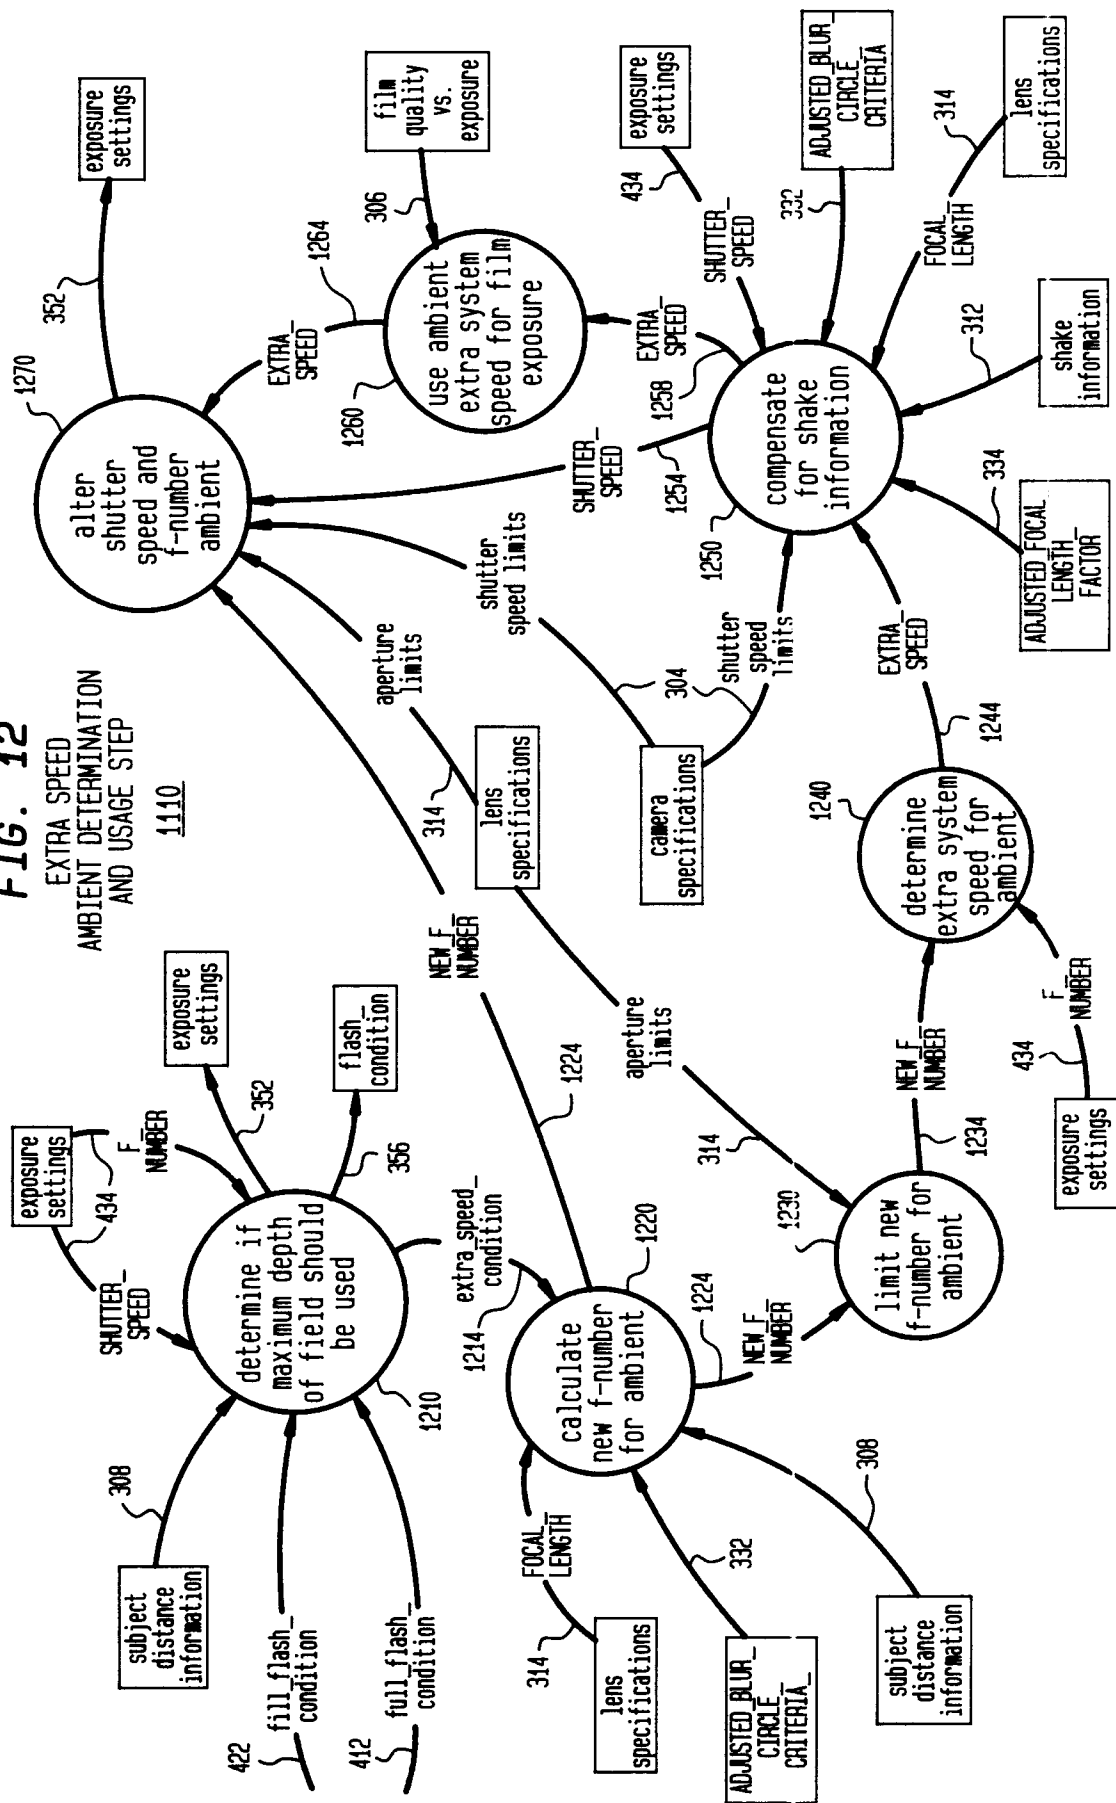 FIG. 12
EXTRA SPEED
AMBIENT DETERMINATION
AND USAGE STEP
1110
exposure
settings
434
434
F_
NUMBER
SHUTTER_
SPEED
exposure
settings
352
flash_
condition
356
determine if
maximum depth
of field should
be used
1210
subject
distance
information
308
fill_flash_
condition
422
full_flash_
condition
412
extra_speed_
condition
1214
calculate
new f-number
for ambient
1220
FOCAL_
LENGTH
314
lens
specifications
332
ADJUSTED_BLUR_
CIRCLE_
CRITERIA_
308
subject
distance
information
1224
NEW_F_
NUMBER
1224
NEW_F_
NUMBER
limit new
f-number for
ambient
1230
aperture
limits
314
lens
specifications
314
aperture
limits
1234
NEW_F_
NUMBER
determine
extra system
speed for
ambient
1240
F_
NUMBER
434
exposure
settings
1244
EXTRA_
SPEED
camera
specifications
304
shutter
speed limits
shutter
speed
limits
compensate
for shake
information
1250
ADJUSTED_FOCAL_
LENGTH_
FACTOR
334
shake
information
312
lens
specifications
314
FOCAL_
LENGTH
ADJUSTED_BLUR_
CIRCLE_
CRITERIA
332
exposure
settings
434
SHUTTER_
SPEED
1254
SHUTTER_
SPEED
1258
EXTRA_
SPEED
use ambient
extra system
speed for film
exposure
1260
film
quality
vs.
exposure
306
1264
EXTRA_
SPEED
alter
shutter
speed and
f-number
ambient
1270
352
exposure
settings